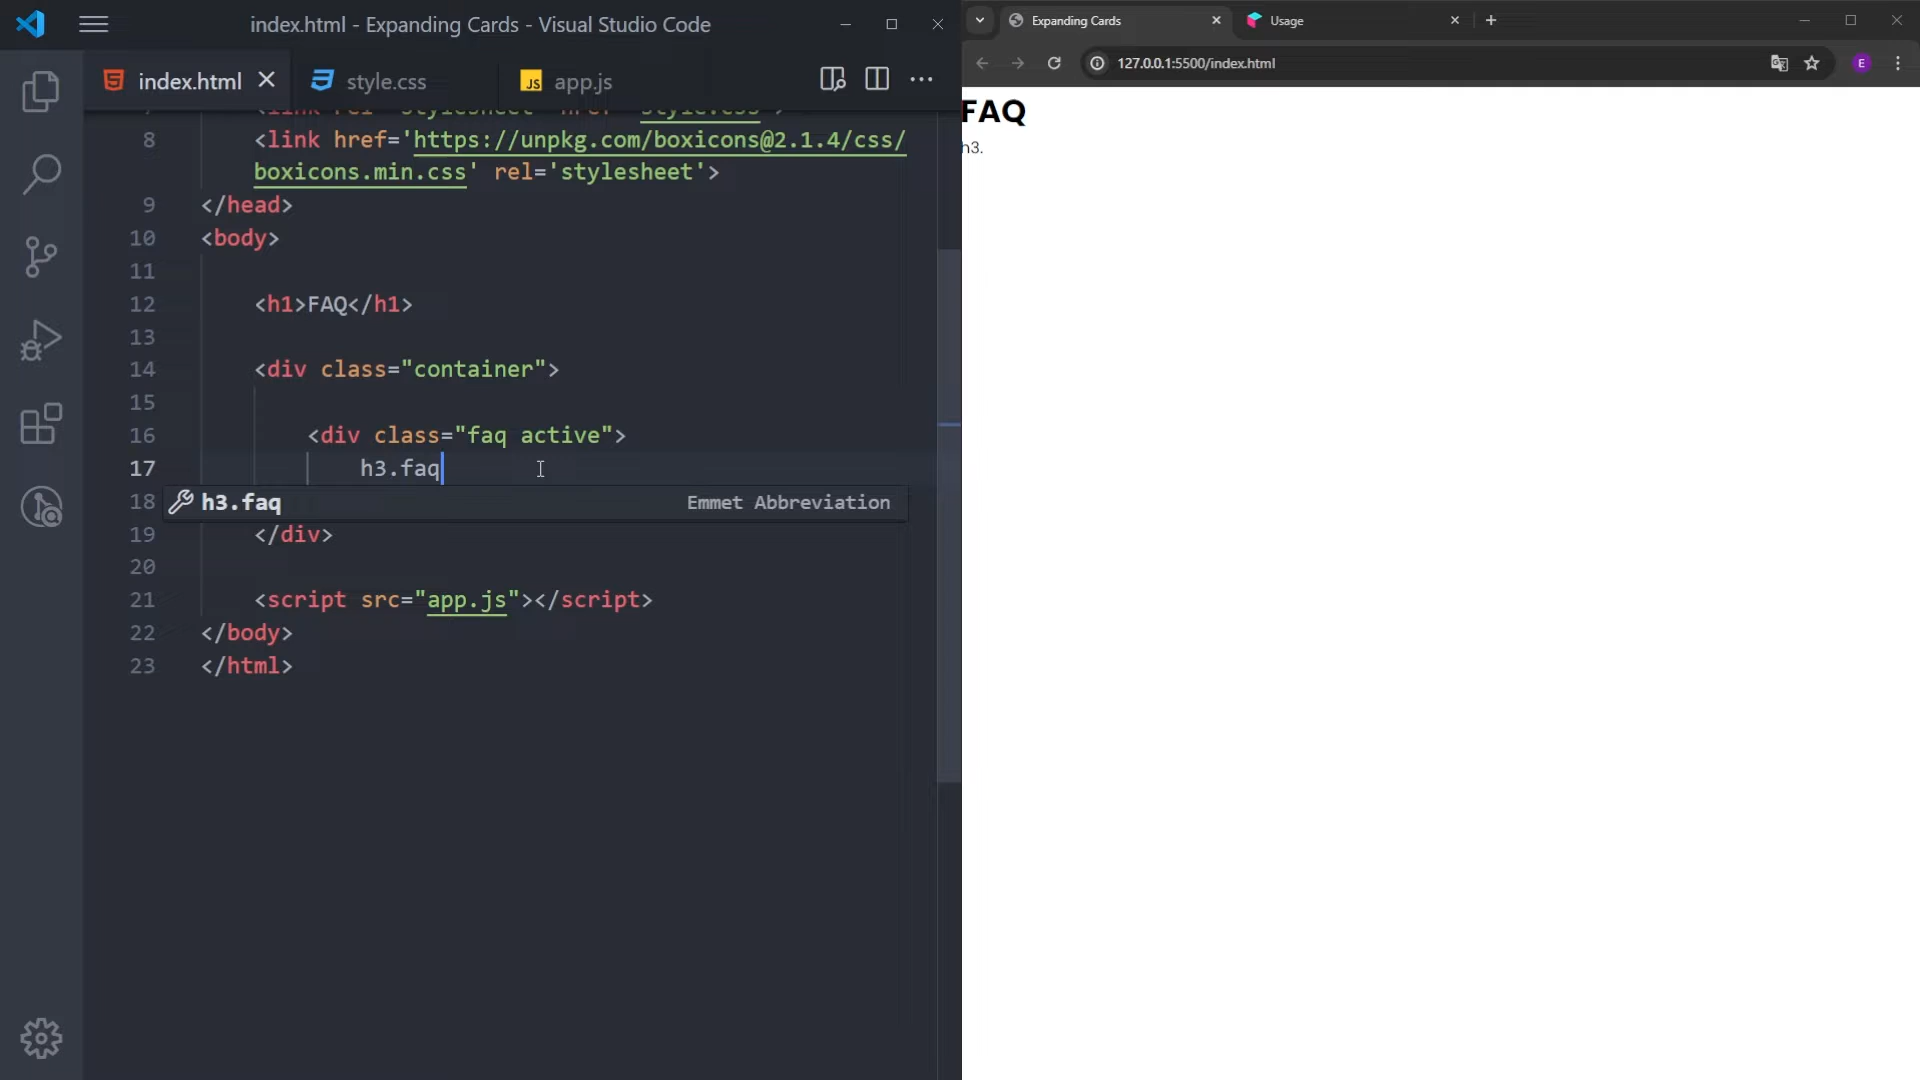 index.html - Expanding Cards - Visual Studio Code
index.html
style.css
JS app.js
8 <link href='https://unpkg.com/boxicons@2.1.4/css/
boxicons.min.css' rel='stylesheet'>
9 </head>
10 <body>
11
12 <h1>FAQ</h1>
13
14 <div class="container">
15
16 <div class="faq active">
17 h3.faq
18 h3.faq Emmet Abbreviation
19 </div>
20
21 <script src="app.js"></script>
22 </body>
23 </html>
Expanding Cards
Usage
127.0.0.1:5500/index.html
E
FAQ
h3.